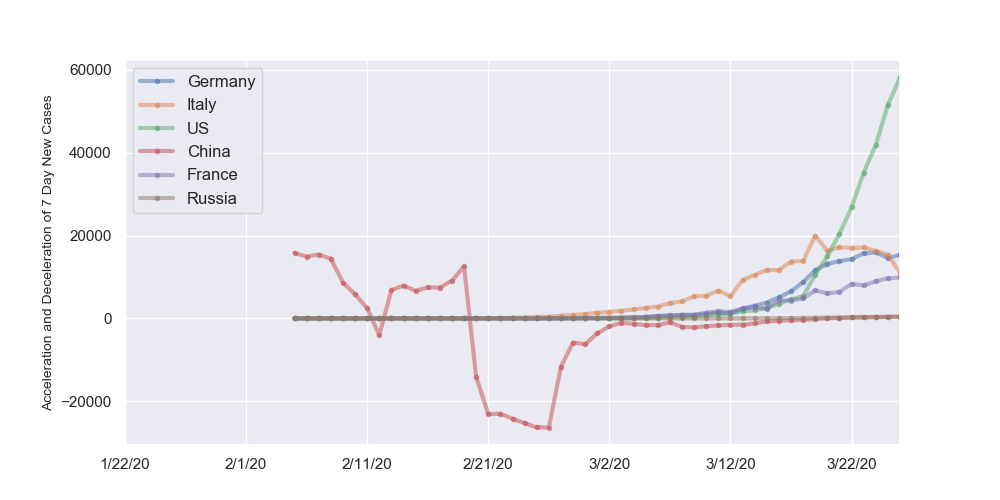 Acceleration and Deceleration of 7 Day New Cases
60000
40000
20000
0
−20000
Germany
Italy
US
China
France
Russia
1/22/20 2/1/20 2/11/20 2/21/20 3/2/20 3/12/20 3/22/20